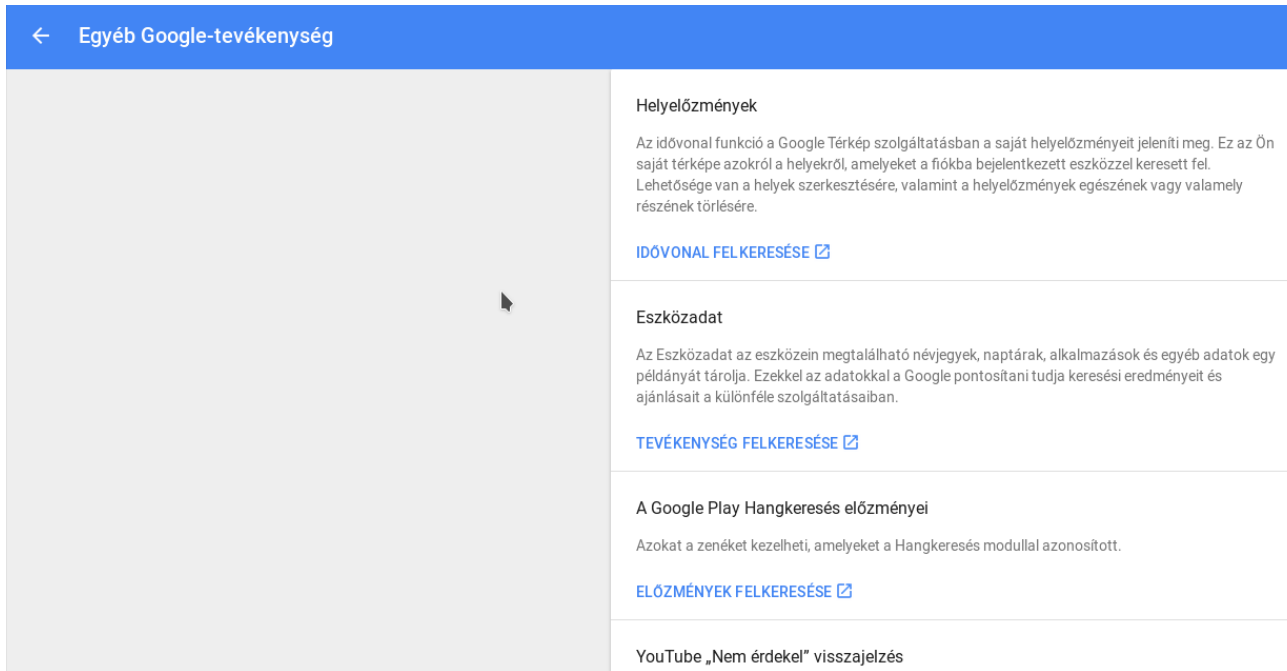 Egyéb Google-tevékenység
Helyelőzmények
Az idővonal funkció a Google Térkép szolgáltatásban a saját helyelőzményeit jeleníti meg. Ez az Ön
saját térképe azokról a helyekről, amelyeket a fiókba bejelentkezett eszközzel keresett fel.
Lehetősége van a helyek szerkesztésére, valamint a helyelőzmények egészének vagy valamely
részének törlésére.
IDŐVONAL FELKERESÉSE
Eszközadat
Az Eszközadat az eszközein megtalálható névjegyek, naptárak, alkalmazások és egyéb adatok egy
példányát tárolja. Ezekkel az adatokkal a Google pontosítani tudja keresési eredményeit és
ajánlásait a különféle szolgáltatásaiban.
TEVÉKENYSÉG FELKERESÉSE
A Google Play Hangkeresés előzményei
Azokat a zenéket kezelheti, amelyeket a Hangkeresés modullal azonosított.
ELŐZMÉNYEK FELKERESÉSE
YouTube „Nem érdekel” visszajelzés